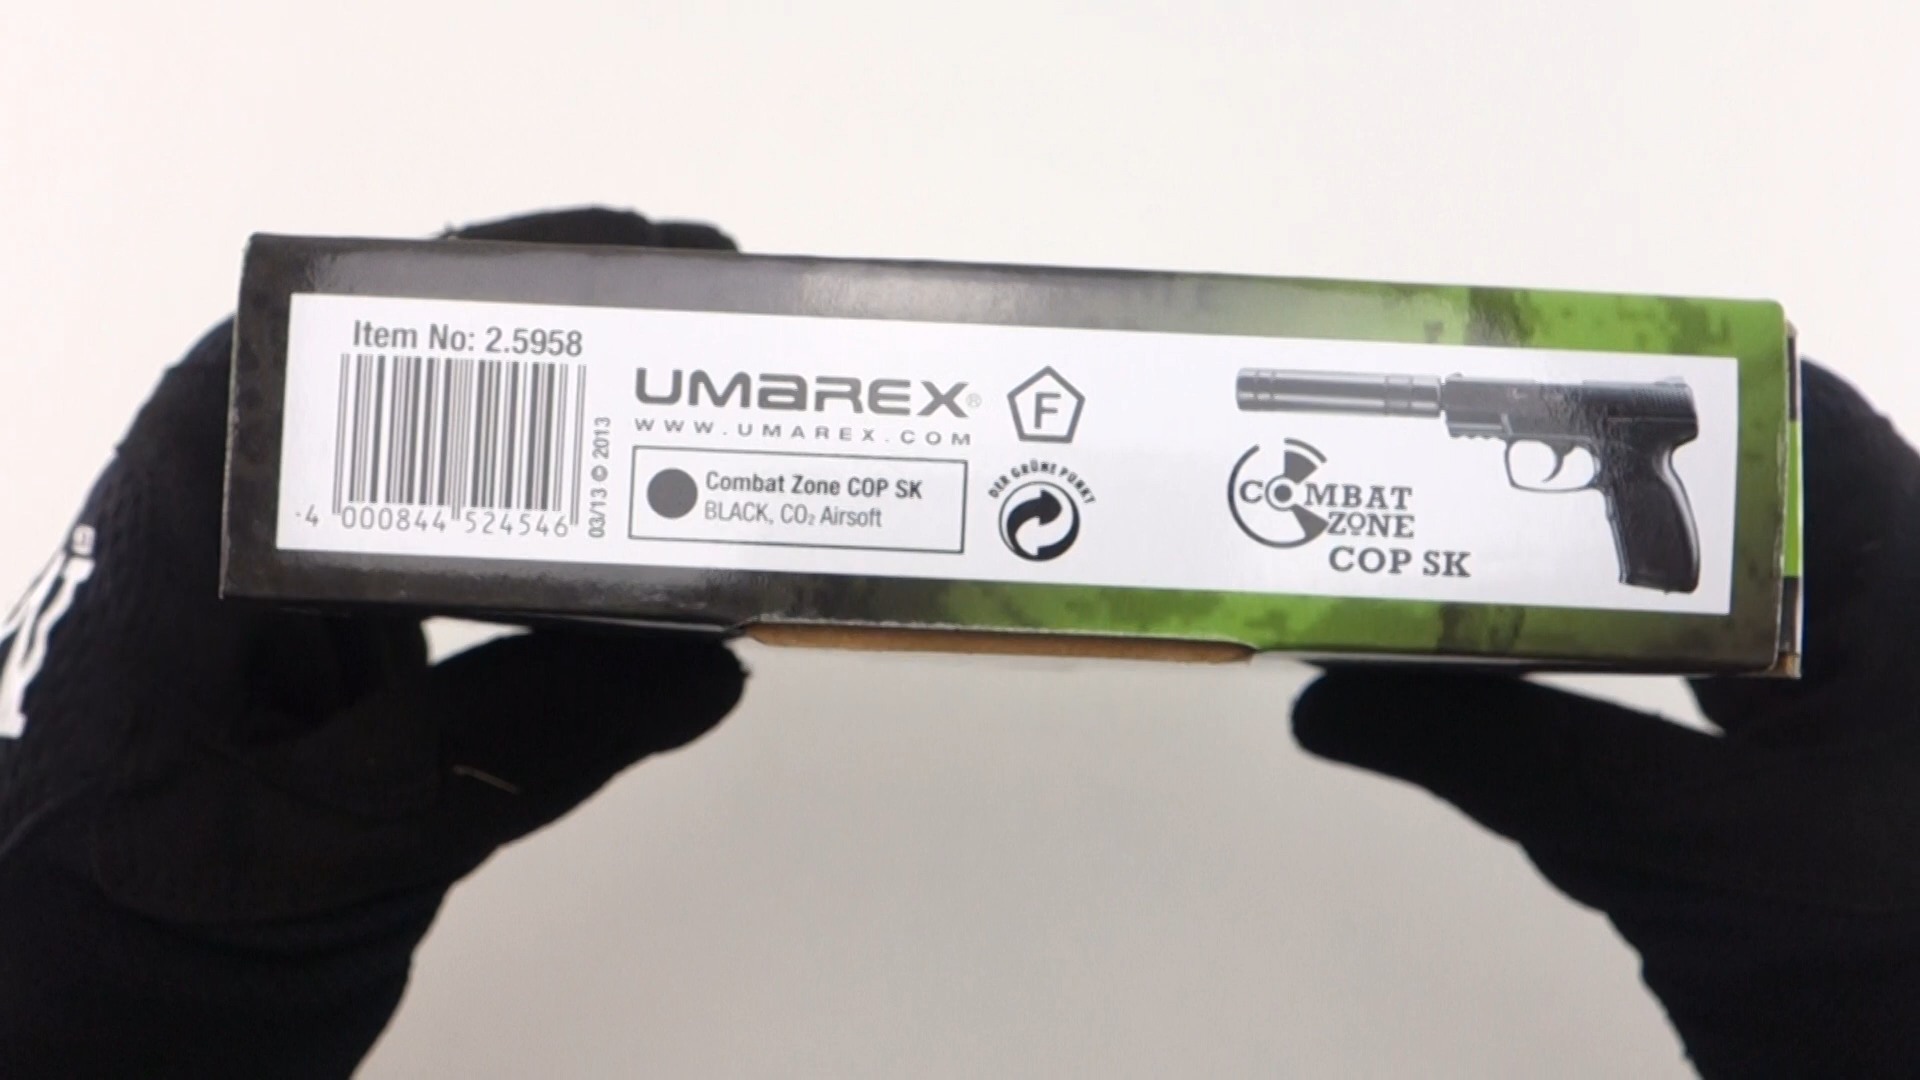 Item No: 2.5958
4 000844 524546
03/13 © 2013
UMAREX®
WWW.UMAREX.COM
Combat Zone COP SK
BLACK, CO₂ Airsoft
F
DER GRÜNE PUNKT
COMBAT
ZONE
COP SK